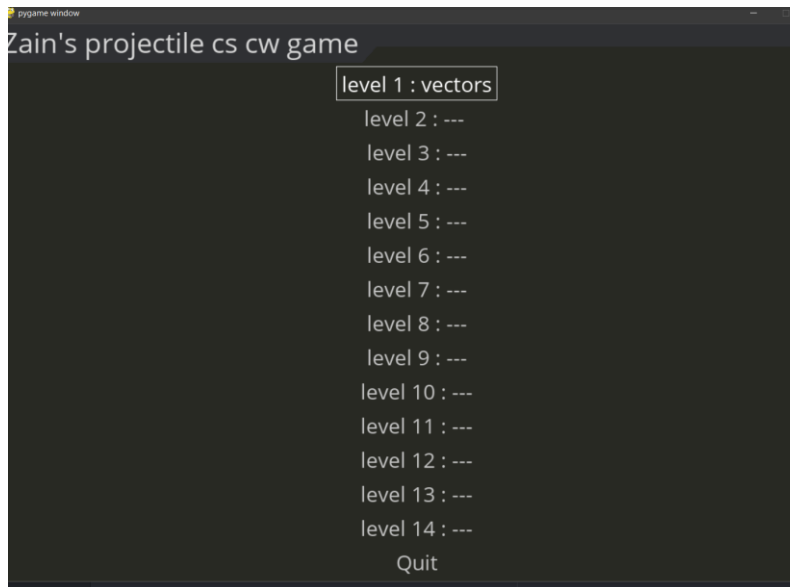 pygame window
Zain's projectile cs cw game
level 1 : vectors
level 2 : ---
level 3 : ---
level 4 : ---
level 5 : ---
level 6 : ---
level 7 : ---
level 8 : ---
level 9 : ---
level 10 : ---
level 11 : ---
level 12 : ---
level 13 : ---
level 14 : ---
Quit